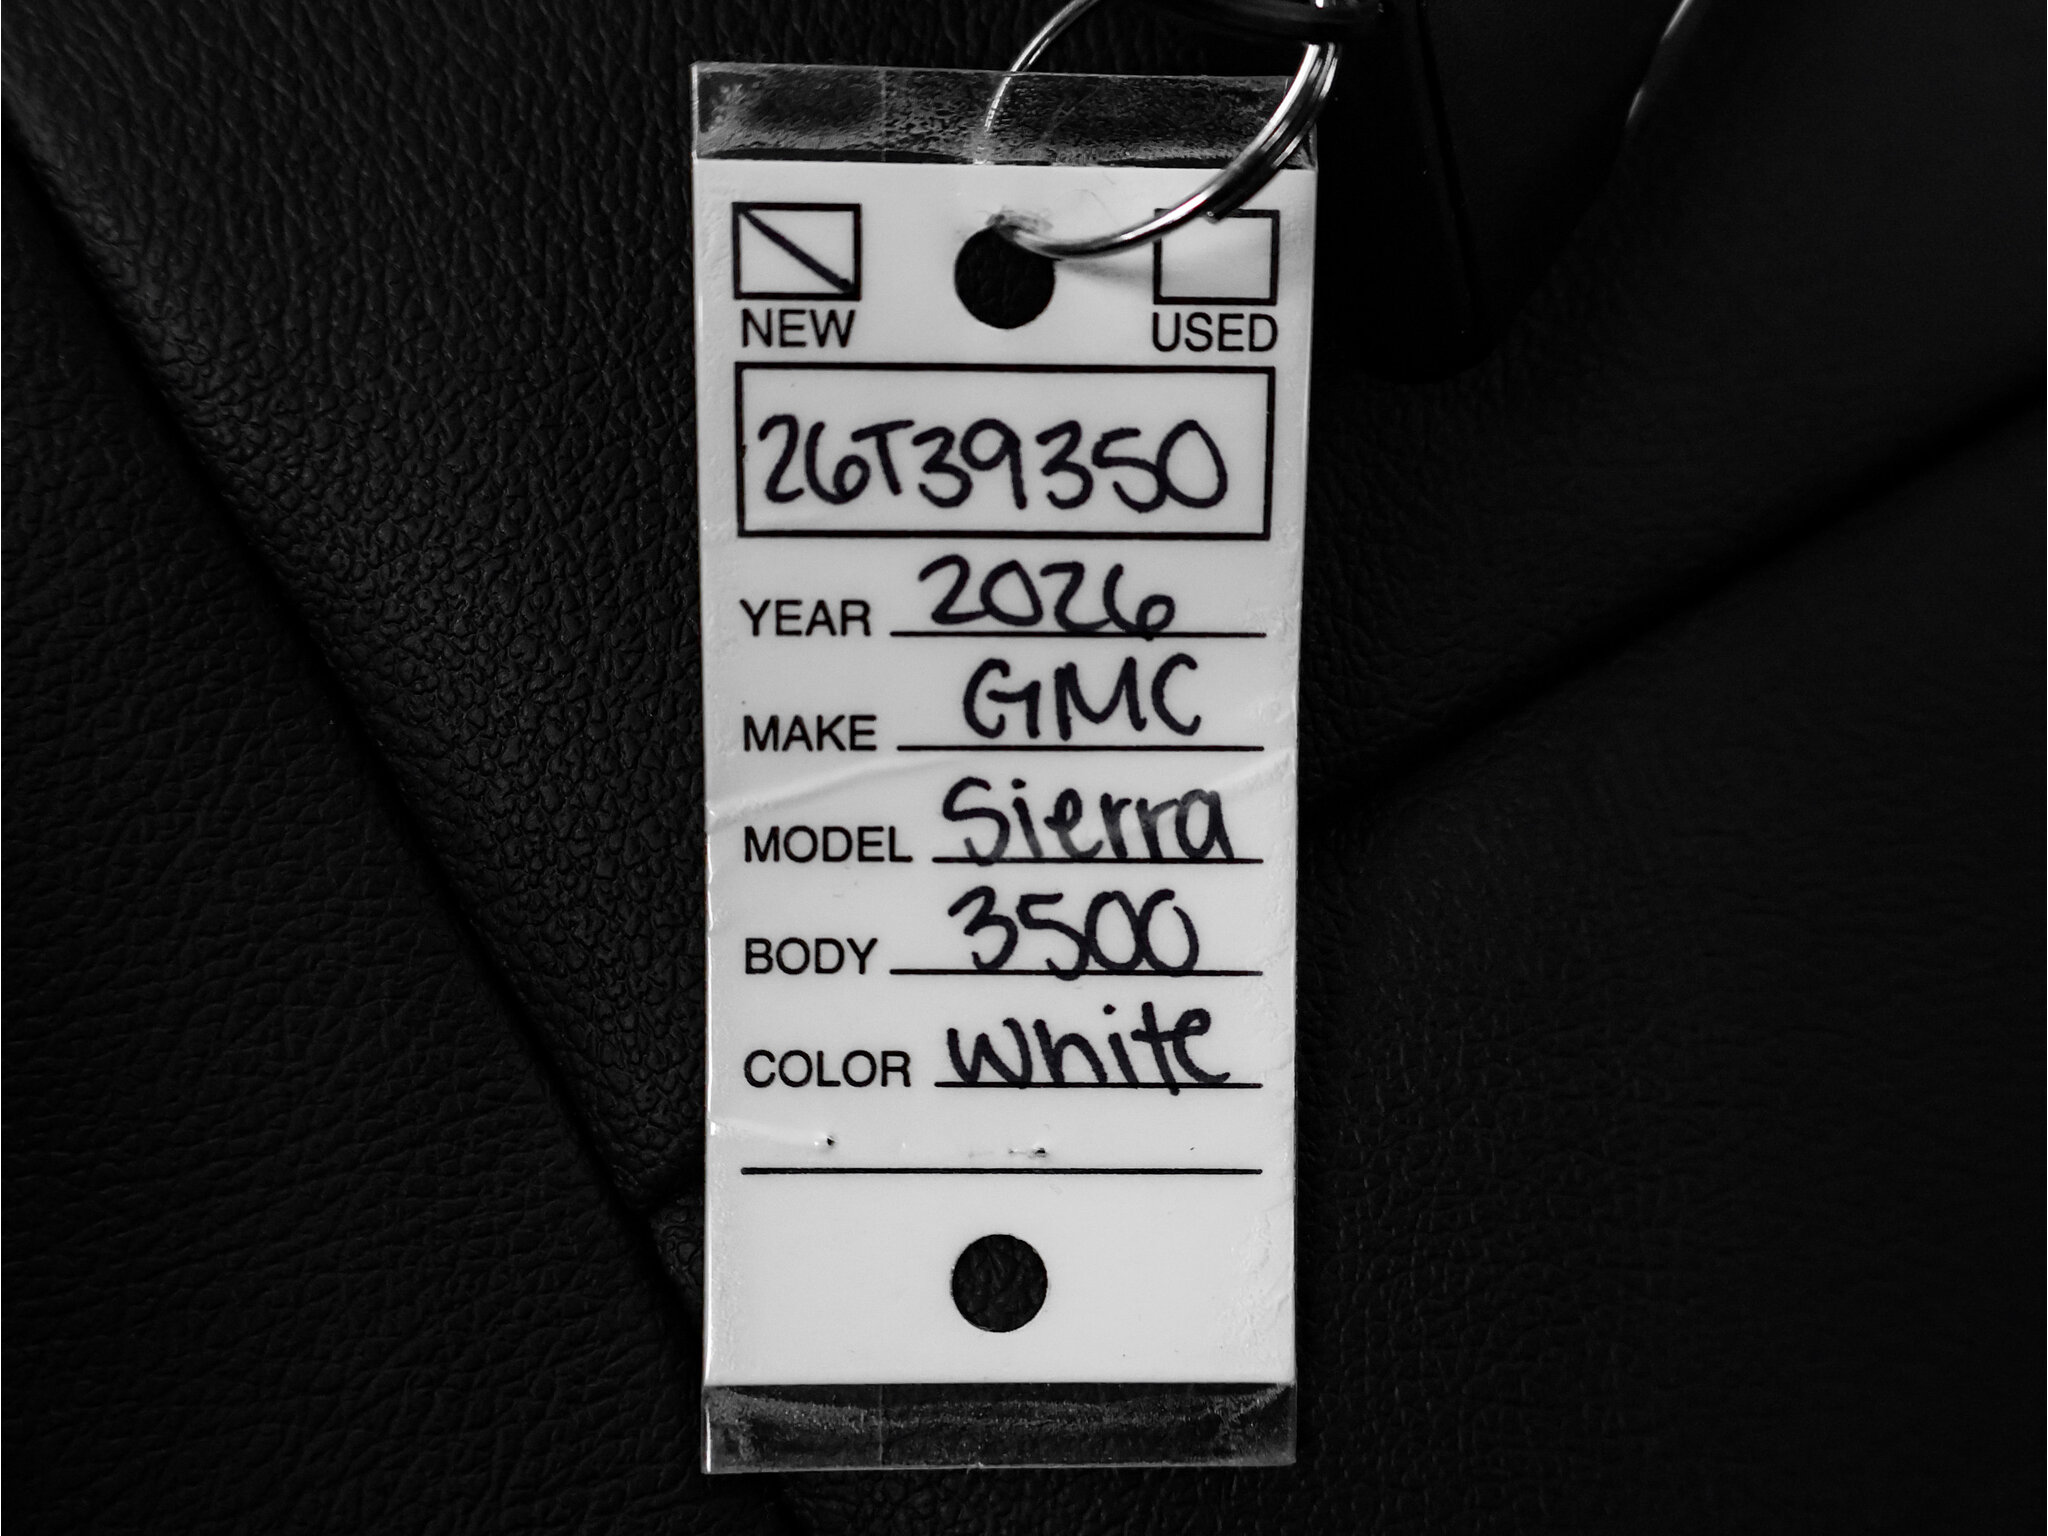 NEW USED
26T39350
YEAR 2026
MAKE GMC
MODEL Sierra
BODY 3500
COLOR White